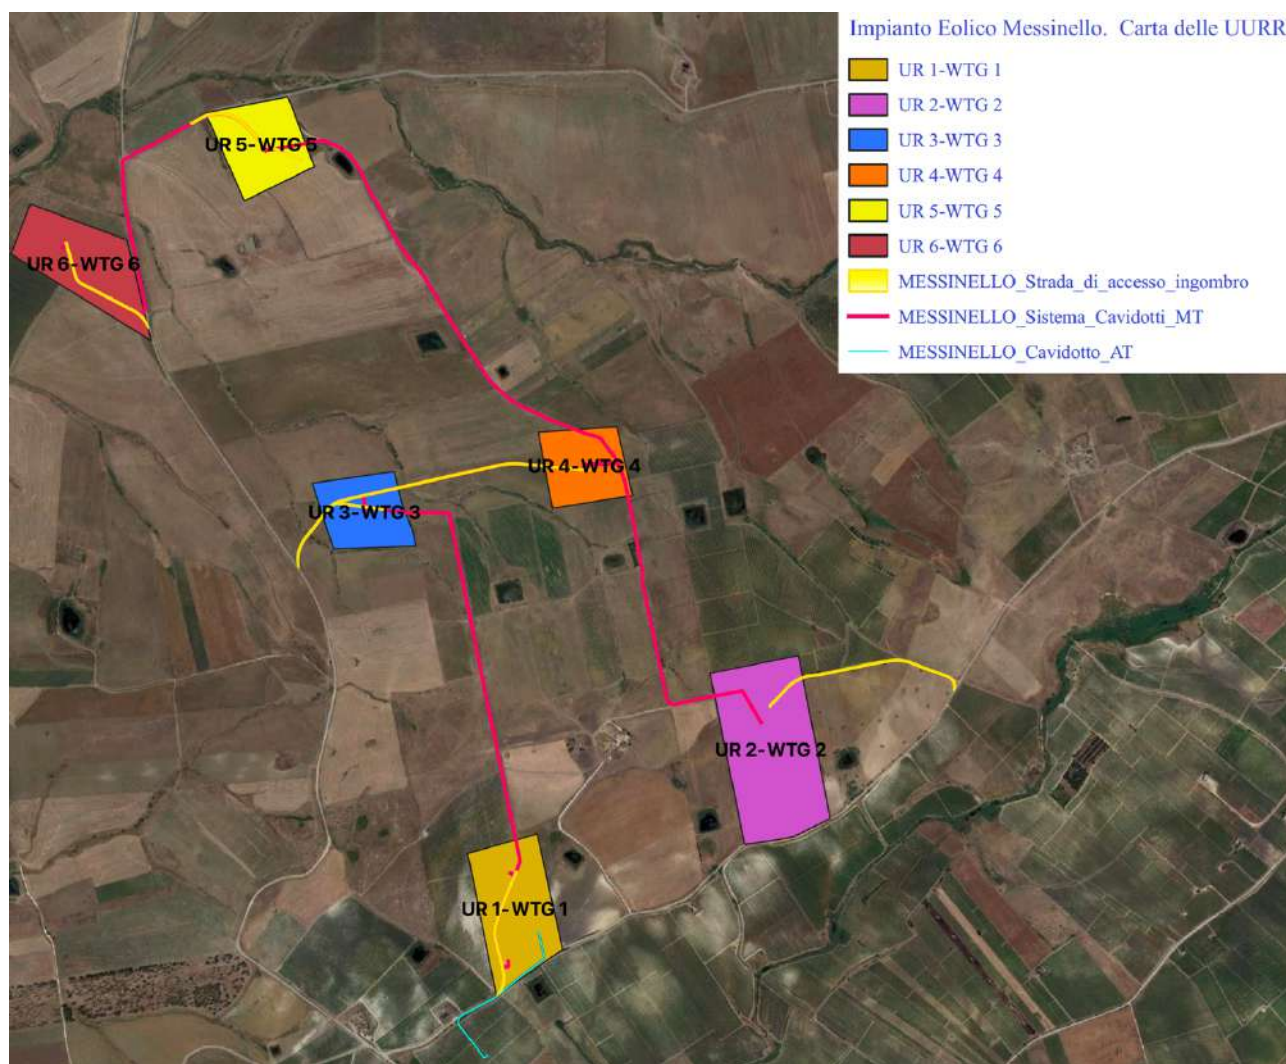 Impianto Eolico Messinello. Carta delle UURR
UR 1-WTG 1
UR 2-WTG 2
UR 3-WTG 3
UR 4-WTG 4
UR 5-WTG 5
UR 6-WTG 6
MESSINELLO_Strada_di_accesso_ingombro
MESSINELLO_Sistema_Cavidotti_MT
MESSINELLO_Cavidotto_AT
UR 5-WTG 5
UR 6-WTG 6
UR 4-WTG 4
UR 3-WTG 3
UR 2-WTG 2
UR 1-WTG 1